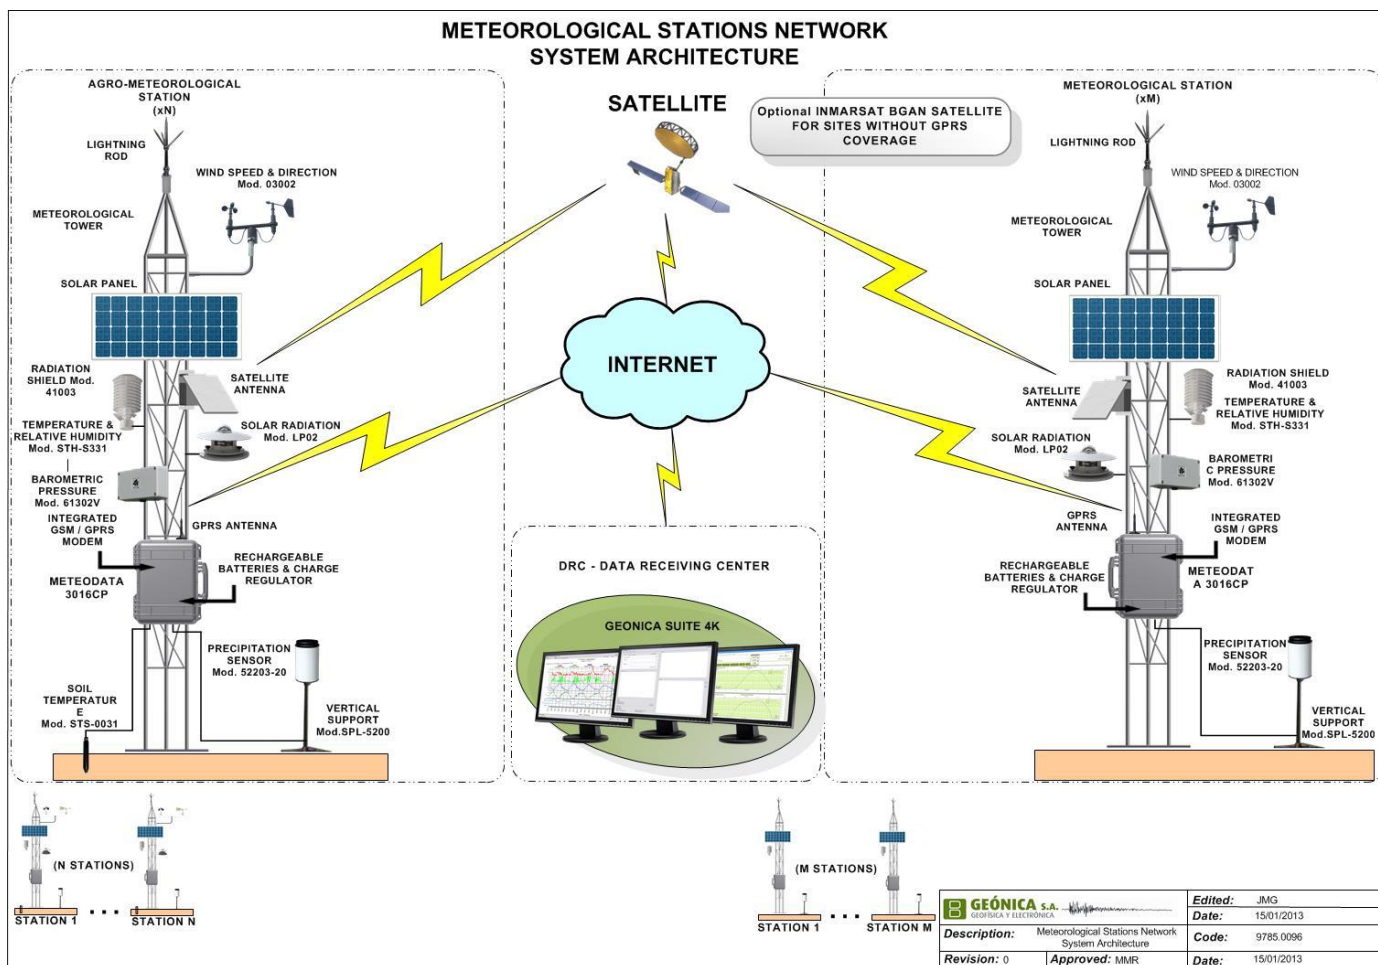 METEOROLOGICAL STATIONS NETWORK
SYSTEM ARCHITECTURE
AGRO-METEOROLOGICAL
STATION
(xN)
LIGHTNING
ROD
WIND SPEED & DIRECTION
Mod. 03002
METEOROLOGICAL
TOWER
SOLAR PANEL
RADIATION
SHIELD Mod.
41003
SATELLITE
ANTENNA
TEMPERATURE &
RELATIVE HUMIDITY
Mod. STH-S331
SOLAR RADIATION
Mod. LP02
BAROMETRIC
PRESSURE
Mod. 61302V
INTEGRATED
GSM / GPRS
MODEM
GPRS ANTENNA
METEODATA
3016CP
RECHARGEABLE
BATTERIES & CHARGE
REGULATOR
PRECIPITATION
SENSOR
Mod. 52203-20
SOIL
TEMPERATUR
E
Mod. STS-0031
VERTICAL
SUPPORT
Mod.SPL-5200
SATELLITE
Optional INMARSAT BGAN SATELLITE
FOR SITES WITHOUT GPRS
COVERAGE
INTERNET
DRC - DATA RECEIVING CENTER
GEONICA SUITE 4K
METEOROLOGICAL STATION
(xM)
LIGHTNING ROD
WIND SPEED & DIRECTION
Mod. 03002
METEOROLOGICAL
TOWER
SOLAR PANEL
SATELLITE
ANTENNA
RADIATION SHIELD
Mod. 41003
TEMPERATURE &
RELATIVE HUMIDITY
Mod. STH-S331
SOLAR RADIATION
Mod. LP02
BAROMETRI
C PRESSURE
Mod. 61302V
GPRS
ANTENNA
INTEGRATED
GSM / GPRS
MODEM
RECHARGEABLE
BATTERIES & CHARGE
REGULATOR
METEODAT
A 3016CP
PRECIPITATION
SENSOR
Mod. 52203-20
VERTICAL
SUPPORT
Mod.SPL-5200
(N STATIONS)
STATION 1 ... STATION N
(M STATIONS)
STATION 1 ... STATION M
GEÓNICA S.A.
GEOFÍSICA Y ELECTRÓNICA
Edited: JMG
Date: 15/01/2013
Description: Meteorological Stations Network
System Architecture
Code: 9785.0096
Revision: 0
Approved: MMR
Date: 15/01/2013